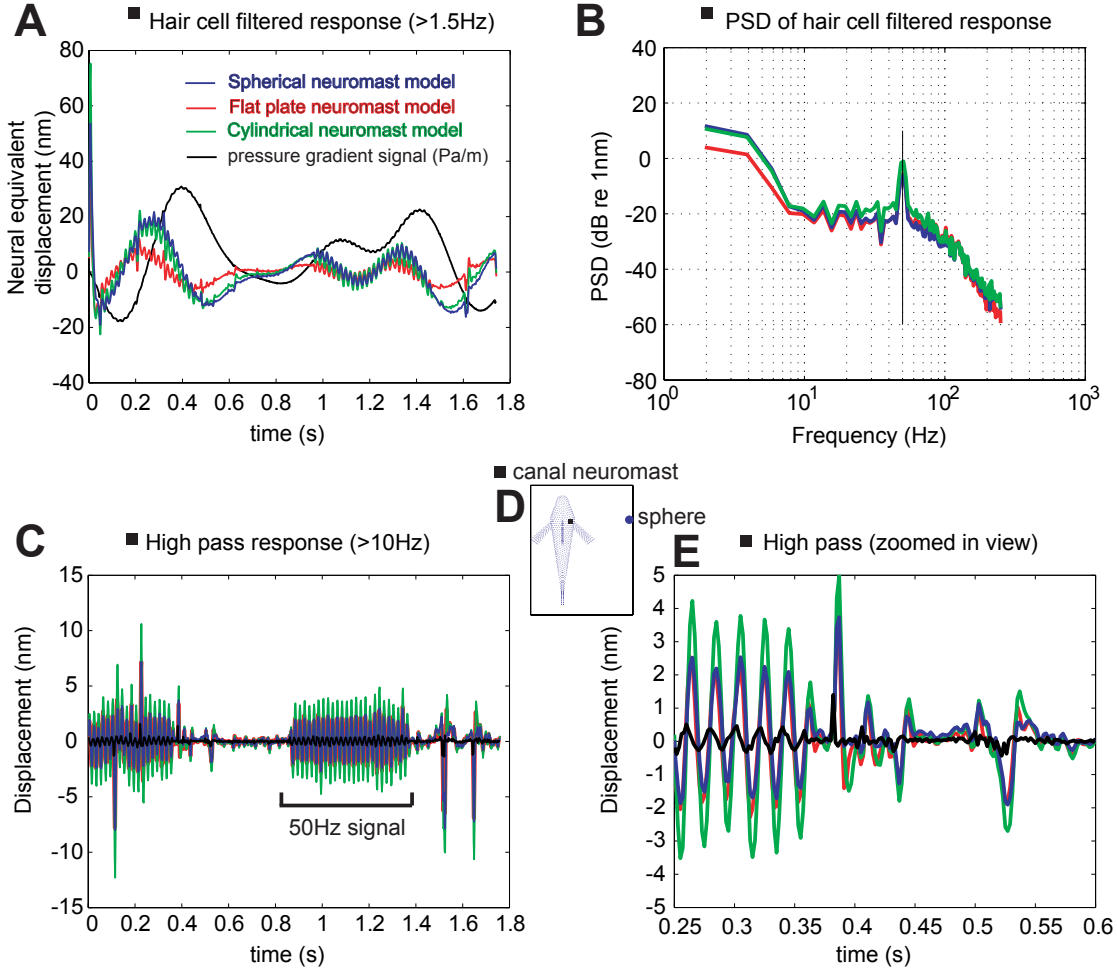 A
Hair cell filtered response (>1.5Hz)
Neural equivalent
displacement (nm)
80
60
40
20
0
-20
-40
Spherical neuromast model
Flat plate neuromast model
Cylindrical neuromast model
pressure gradient signal (Pa/m)
0 0.2 0.4 0.6 0.8 1 1.2 1.4 1.6 1.8
time (s)
B
PSD of hair cell filtered response
PSD (dB re 1nm)
40
20
0
-20
-40
-60
-80
10^0 10^1 10^2 10^3
Frequency (Hz)
canal neuromast
D
sphere
C
High pass response (>10Hz)
Displacement (nm)
15
10
5
0
-5
-10
-15
50Hz signal
0 0.2 0.4 0.6 0.8 1 1.2 1.4 1.6 1.8
time (s)
E
High pass (zoomed in view)
Displacement (nm)
5
4
3
2
1
0
-1
-2
-3
-4
-5
0.25 0.3 0.35 0.4 0.45 0.5 0.55 0.6
time (s)